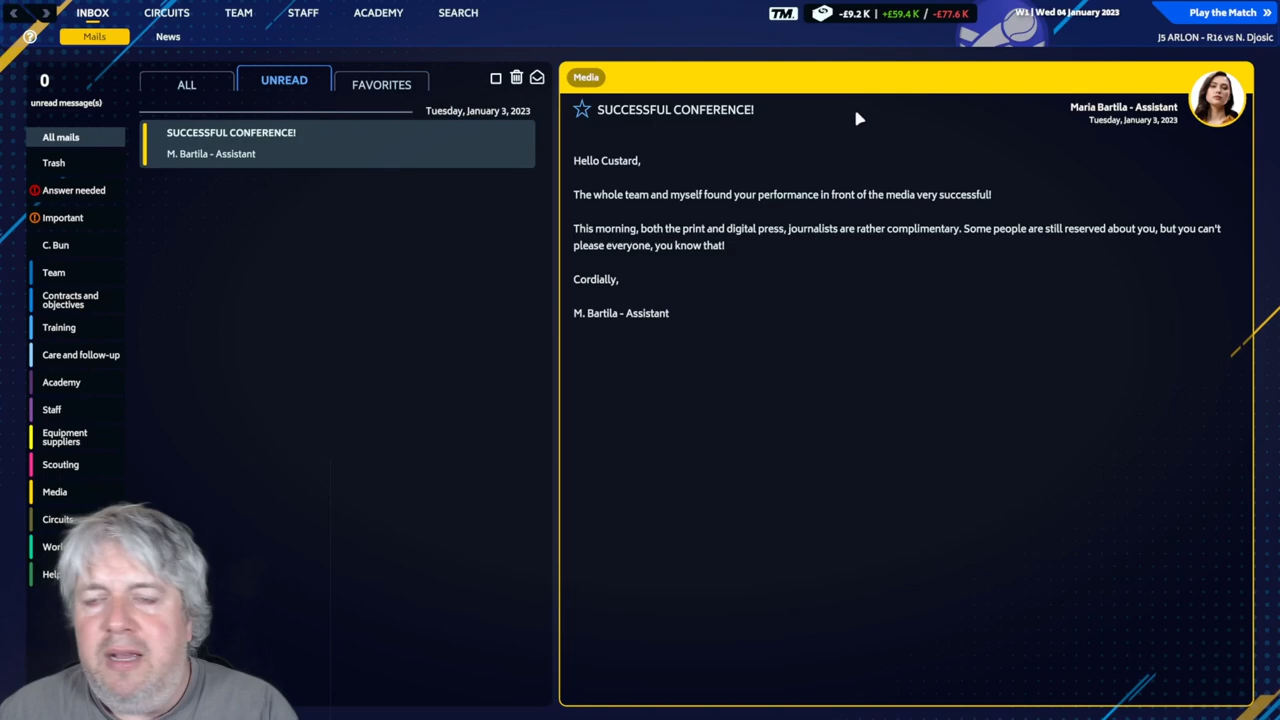 INBOX
CIRCUITS
TEAM
STAFF
ACADEMY
SEARCH
TM.
-£9.2 K | +£59.4 K / -£77.6 K
W1 | Wed 04 January 2023
Play the Match
?
Mails
News
J5 ARLON - R16 vs N. Djosic
0
unread message(s)
ALL
UNREAD
FAVORITES
Tuesday, January 3, 2023
SUCCESSFUL CONFERENCE!
M. Bartila - Assistant
All mails
Trash
Answer needed
Important
C. Bun
Team
Contracts and
objectives
Training
Care and follow-up
Academy
Staff
Equipment
suppliers
Scouting
Media
Circuits
Media
SUCCESSFUL CONFERENCE!
Maria Bartila - Assistant
Tuesday, January 3, 2023
Hello Custard,
The whole team and myself found your performance in front of the media very successful!
This morning, both the print and digital press, journalists are rather complimentary. Some people are still reserved about you, but you can't
please everyone, you know that!
Cordially,
M. Bartila - Assistant